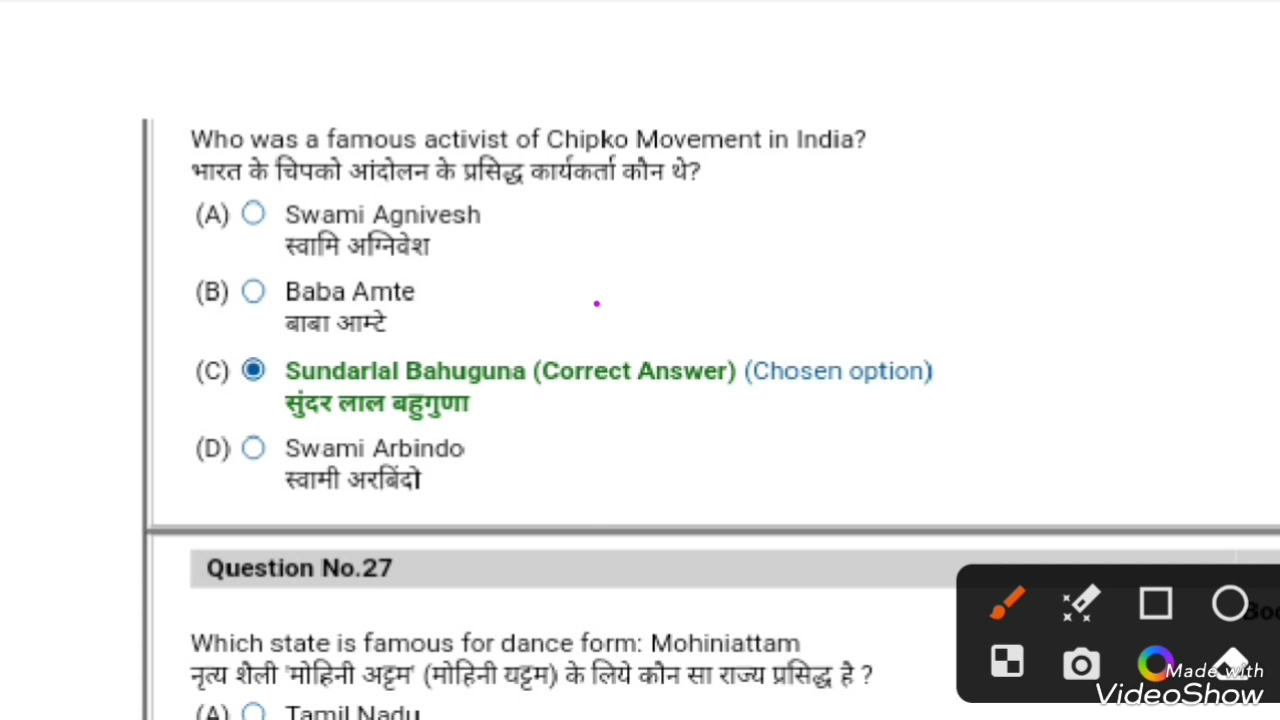 Who was a famous activist of Chipko Movement in India?
भारत के चिपको आंदोलन के प्रसिद्ध कार्यकर्ता कौन थे?
(A) Swami Agnivesh
स्वामि अग्निवेश
(B) Baba Amte
बाबा आम्टे
(C) Sundarlal Bahuguna (Correct Answer) (Chosen option)
सुंदर लाल बहुगुणा
(D) Swami Arbindo
स्वामी अरबिंदो
Question No.27
Which state is famous for dance form: Mohiniattam
नृत्य शैली 'मोहिनी अट्टम' (मोहिनी यट्टम) के लिये कौन सा राज्य प्रसिद्ध है ?
(A) Tamil Nadu
Made with
VideoShow